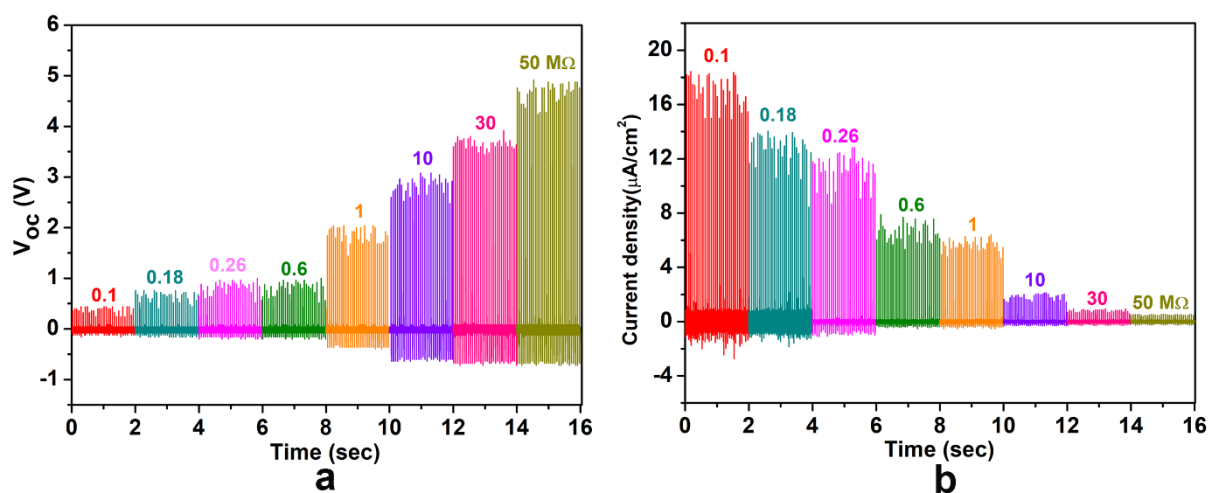 6
5
4
3
2
1
0
-1
V_OC (V)
0.1
0.18
0.26
0.6
1
10
30
50 MΩ
0 2 4 6 8 10 12 14 16
Time (sec)
a
20
16
12
8
4
0
-4
Current density(μA/cm²)
0.1
0.18
0.26
0.6
1
10
30
50 MΩ
0 2 4 6 8 10 12 14 16
Time (sec)
b